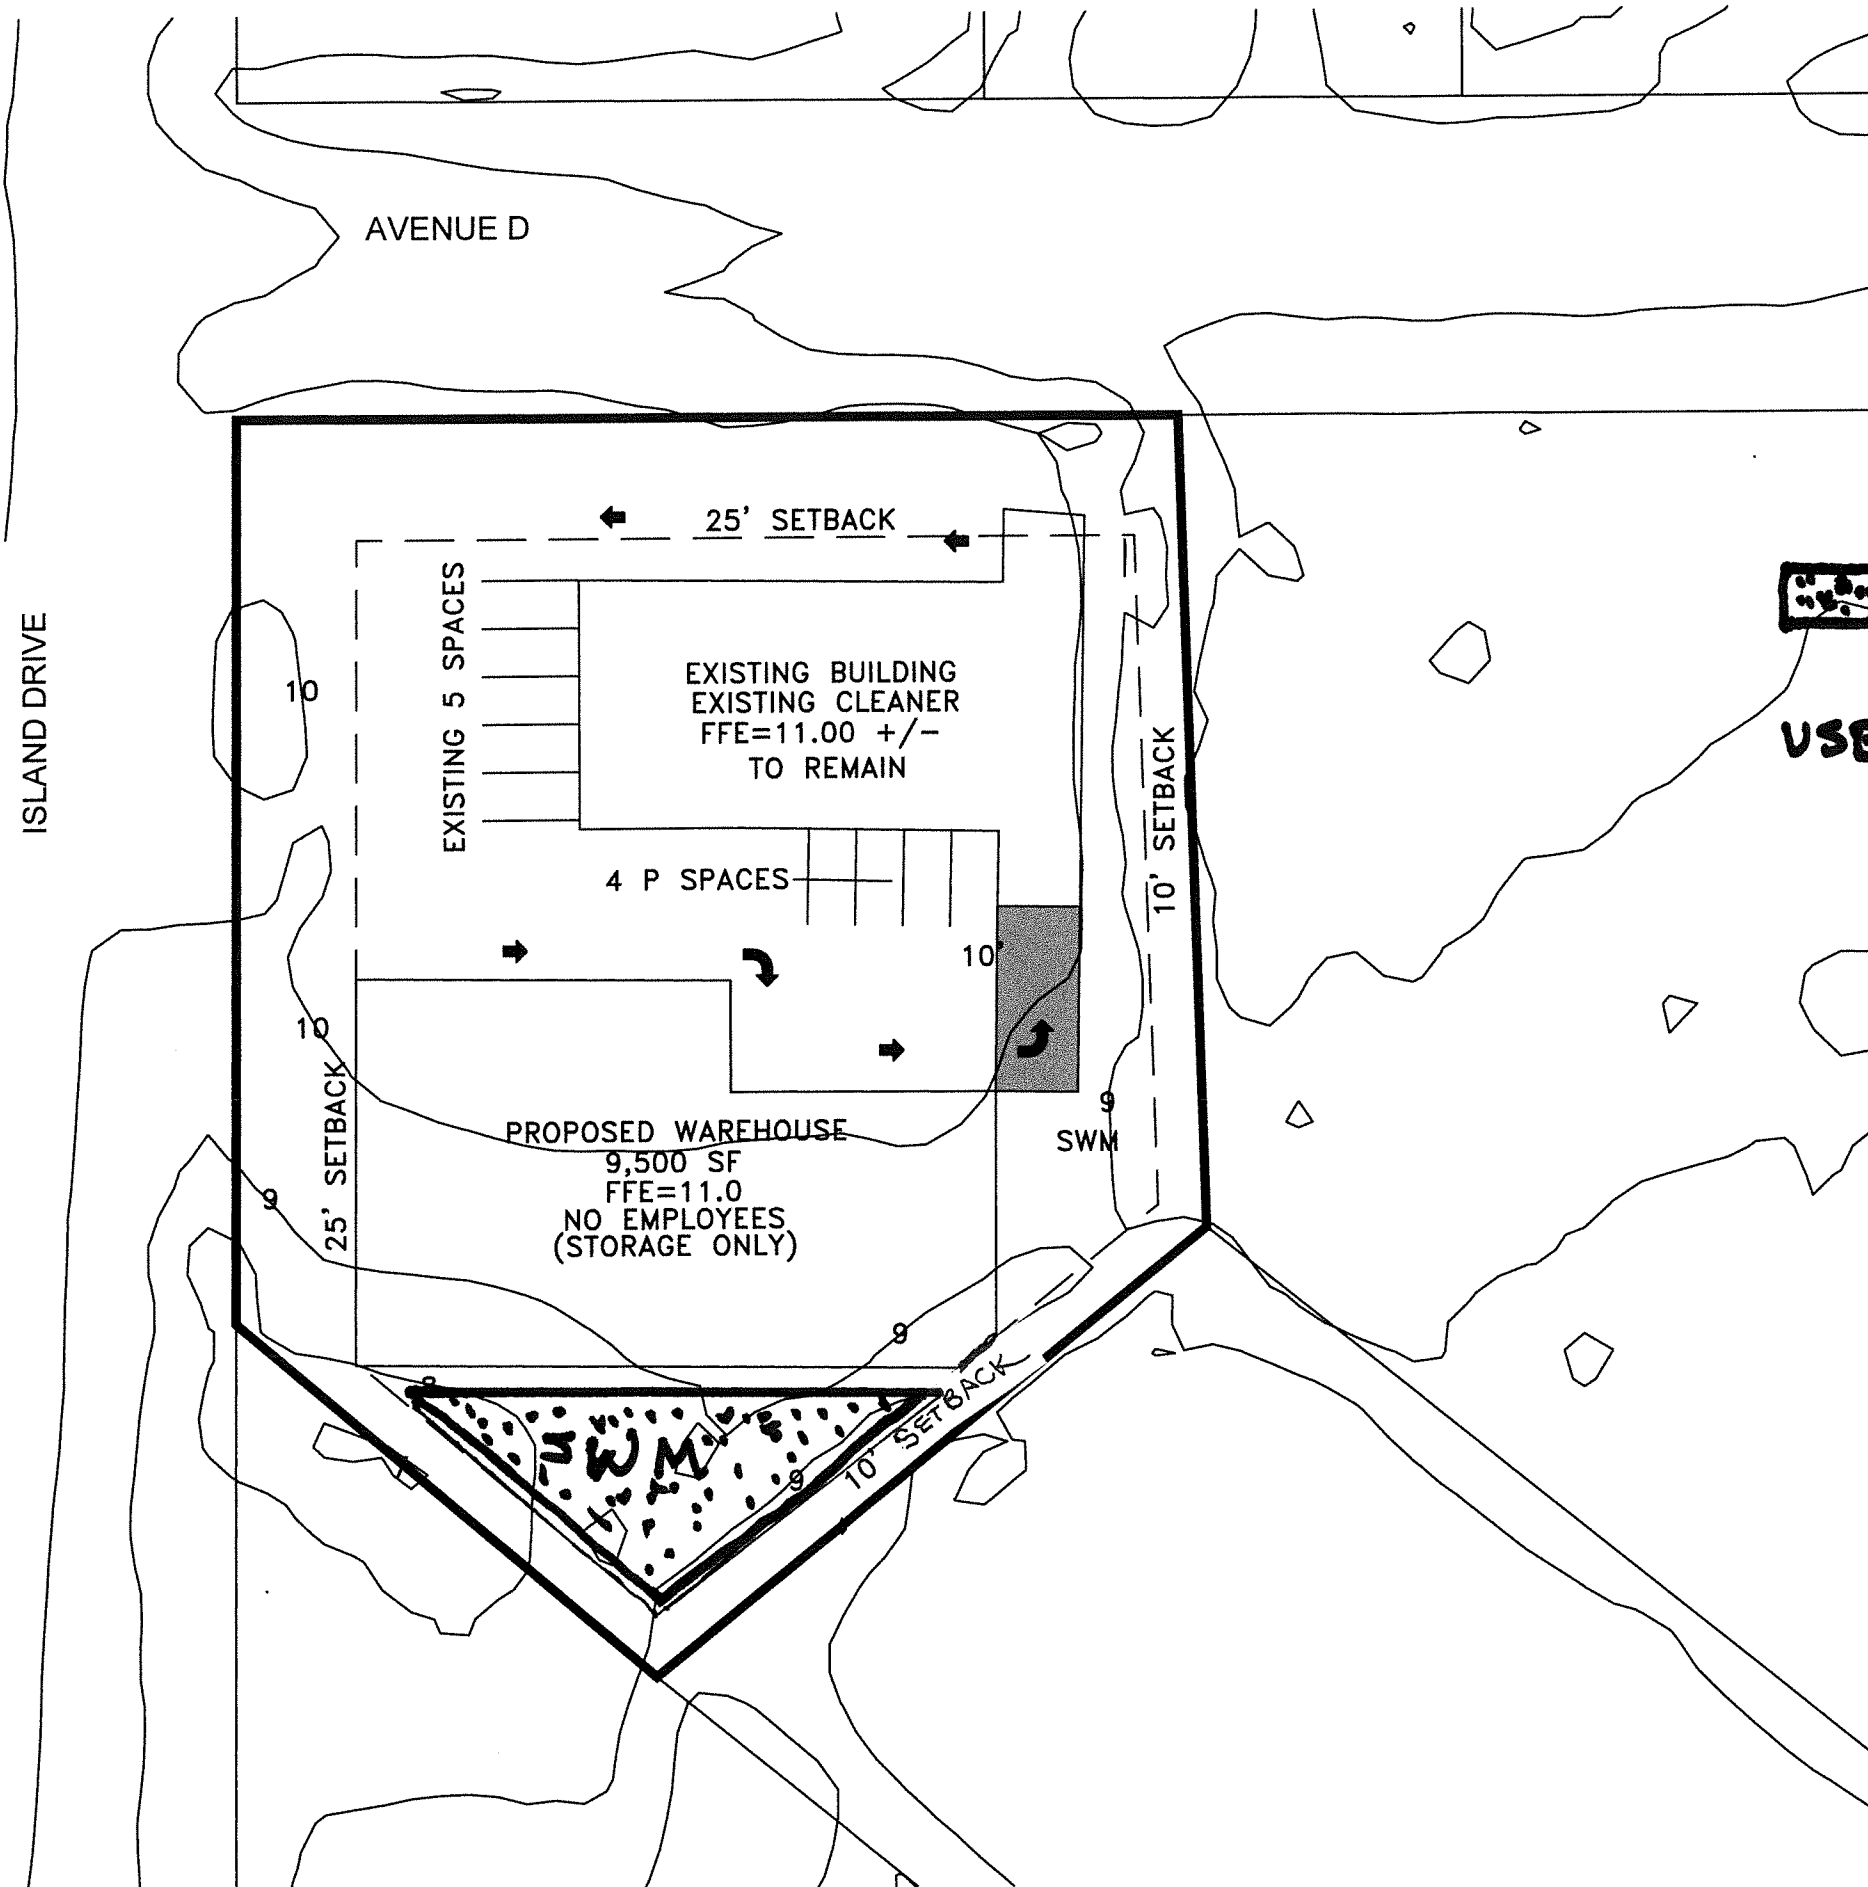 AVENUE D
ISLAND DRIVE
25' SETBACK
EXISTING 5 SPACES
EXISTING BUILDING
EXISTING CLEANER
FFE=11.00 +/-
TO REMAIN
10
USE
10' SETBACK
4 P SPACES
10'
10
25' SETBACK
9
SWM
PROPOSED WAREHOUSE
9,500 SF
FFE=11.0
NO EMPLOYEES
(STORAGE ONLY)
9
9
10' SETBACK
SWM
9